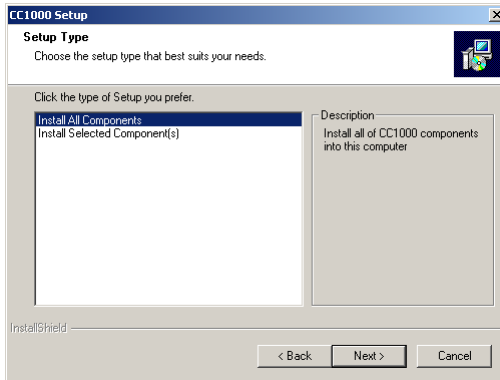 CC1000 Setup
Setup Type
Choose the setup type that best suits your needs.
Click the type of Setup you prefer.
Install All Components
Install Selected Component(s)
Description
Install all of CC1000 components
into this computer
InstallShield
< Back
Next >
Cancel